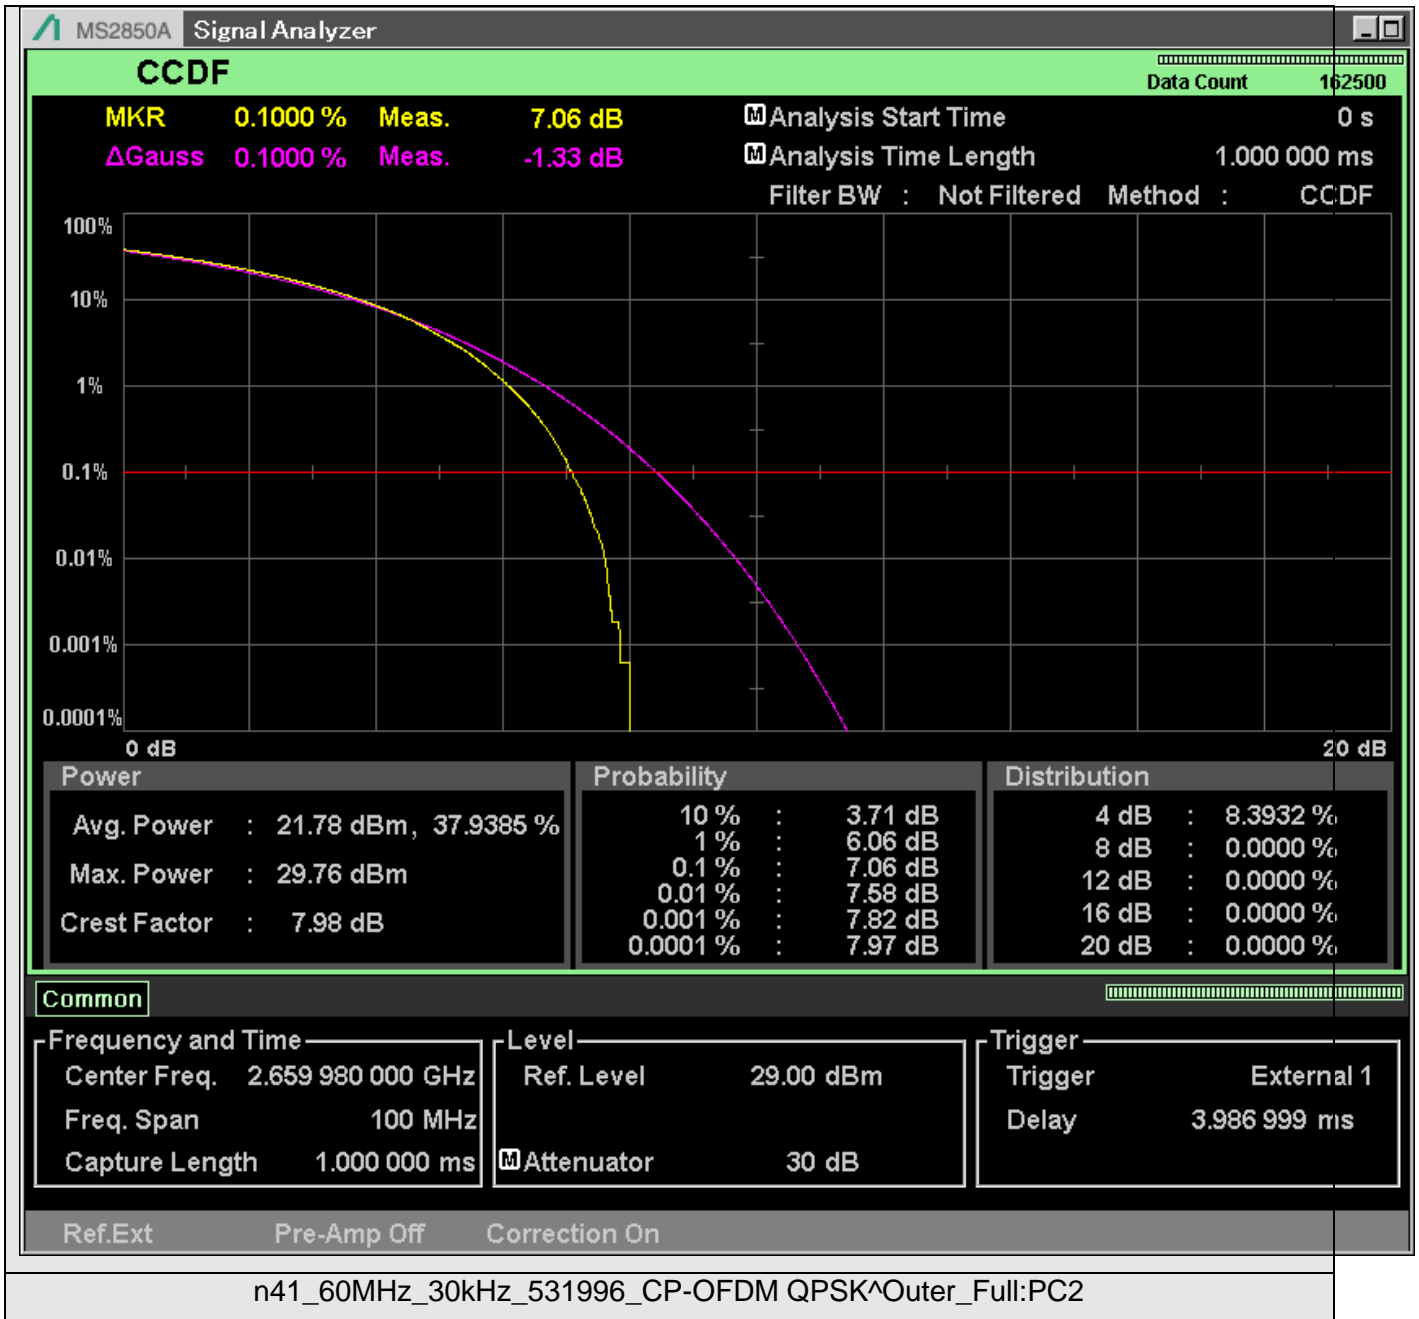 MS2850A Signal Analyzer
CCDF
Data Count 162500
MKR 0.1000 % Meas. 7.06 dB
ΔGauss 0.1000 % Meas. -1.33 dB
M Analysis Start Time 0 s
M Analysis Time Length 1.000 000 ms
Filter BW : Not Filtered Method : CCDF
100%
10%
1%
0.1%
0.01%
0.001%
0.0001%
0 dB 20 dB
Power
Avg. Power : 21.78 dBm, 37.9385 %
Max. Power : 29.76 dBm
Crest Factor : 7.98 dB
Probability
10 % : 3.71 dB
1 % : 6.06 dB
0.1 % : 7.06 dB
0.01 % : 7.58 dB
0.001 % : 7.82 dB
0.0001 % : 7.97 dB
Distribution
4 dB : 8.3932 %
8 dB : 0.0000 %
12 dB : 0.0000 %
16 dB : 0.0000 %
20 dB : 0.0000 %
Common
Frequency and Time
Center Freq. 2.659 980 000 GHz
Freq. Span 100 MHz
Capture Length 1.000 000 ms
Level
Ref. Level 29.00 dBm
M Attenuator 30 dB
Trigger
Trigger External 1
Delay 3.986 999 ms
Ref.Ext Pre-Amp Off Correction On
n41_60MHz_30kHz_531996_CP-OFDM QPSK^Outer_Full:PC2